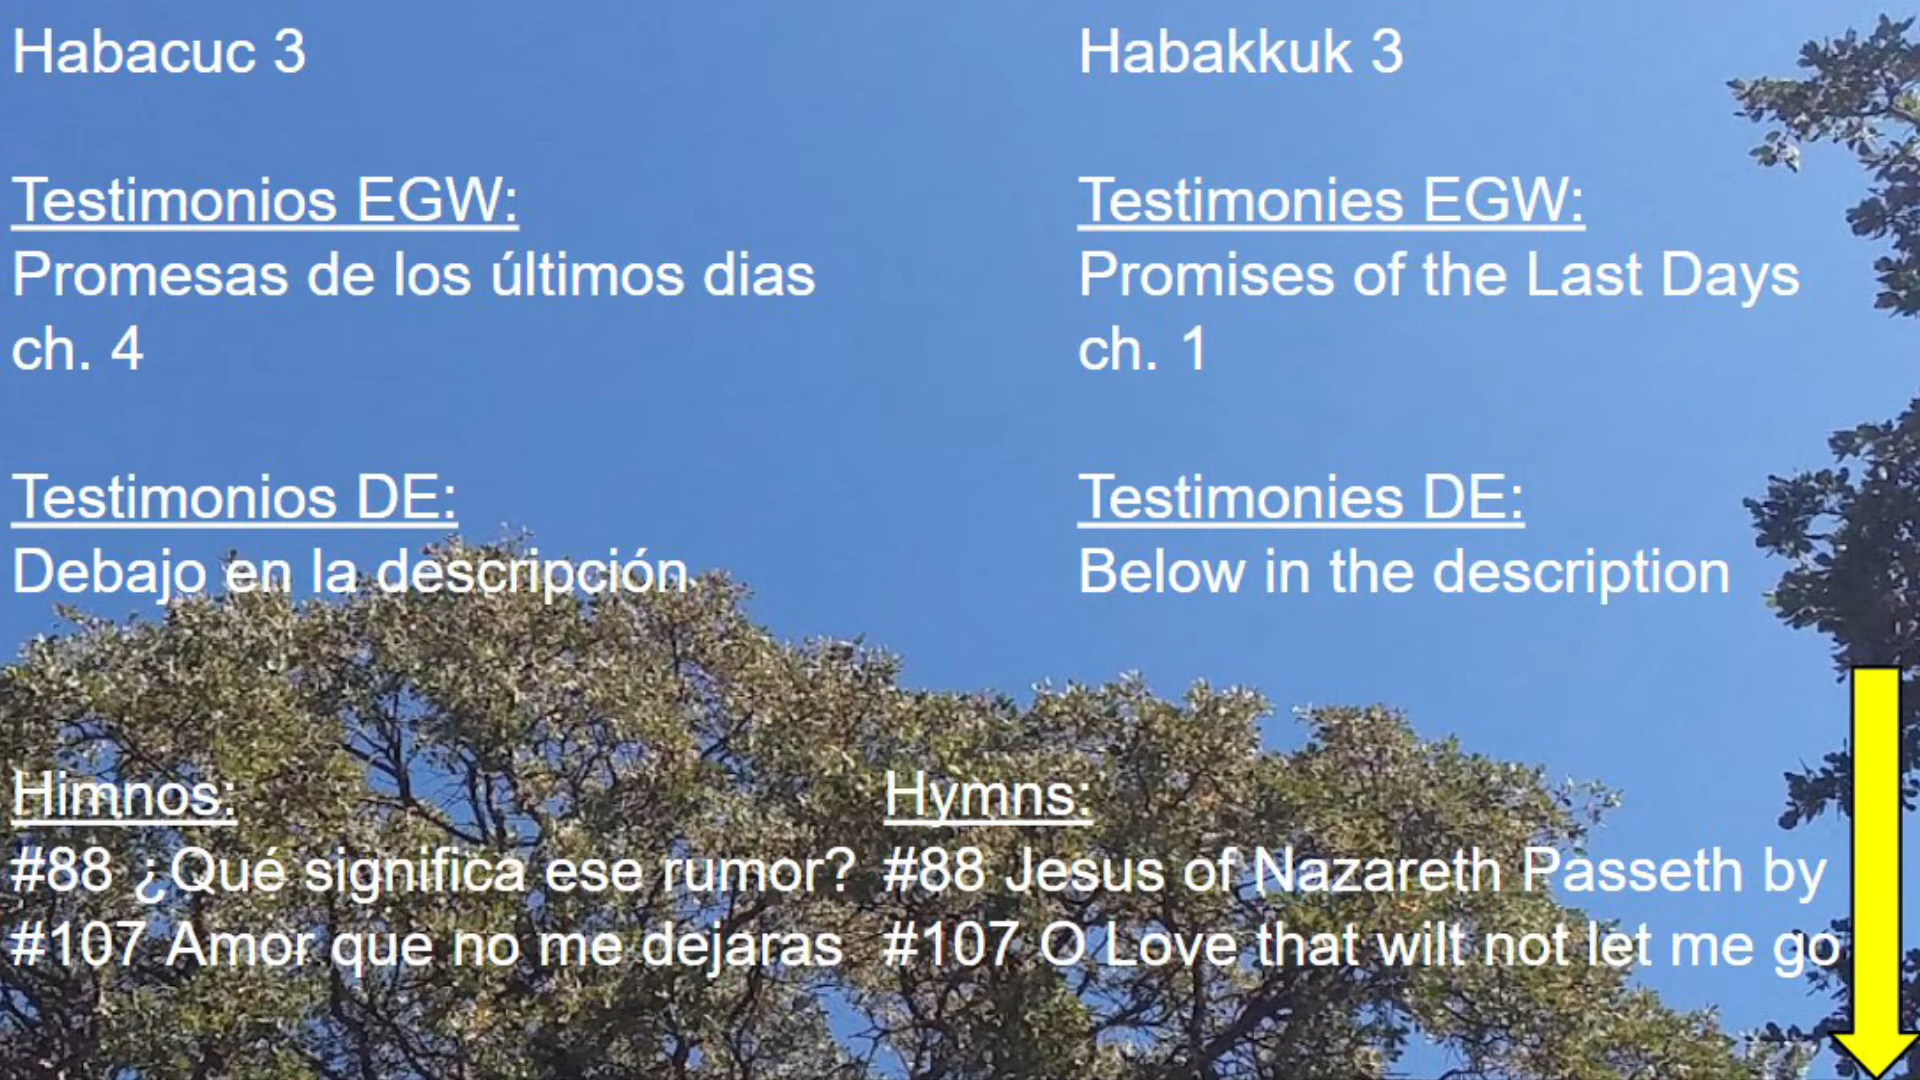 Habacuc 3
Testimonios EGW:
Promesas de los últimos dias
ch. 4
Testimonios DE:
Debajo en la descripción
Himnos:
#88 ¿Qué significa ese rumor?
#107 Amor que no me dejaras
Habakkuk 3
Testimonies EGW:
Promises of the Last Days
ch. 1
Testimonies DE:
Below in the description
Hymns:
#88 Jesus of Nazareth Passeth by
#107 O Love that wilt not let me go